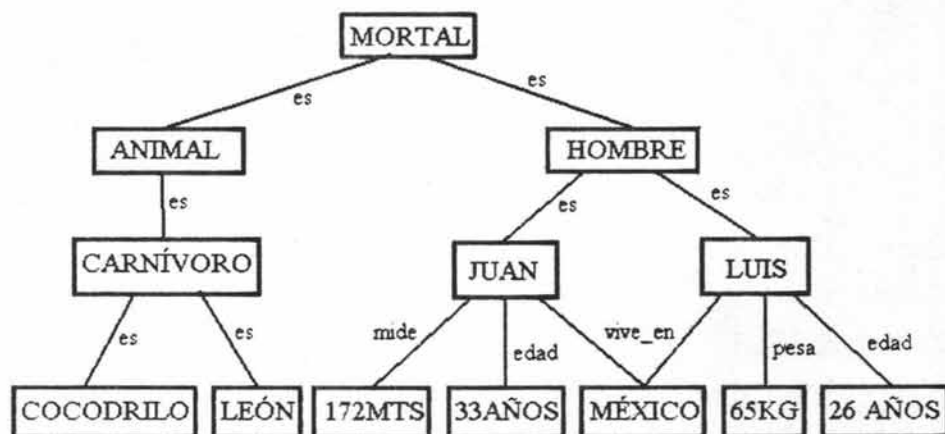 MORTAL
es es
ANIMAL HOMBRE
es es es
CARNÍVORO JUAN LUIS
es es mide edad vive_en pesa edad
COCODRILO LEÓN 172MTS 33AÑOS MÉXICO 65KG 26 AÑOS